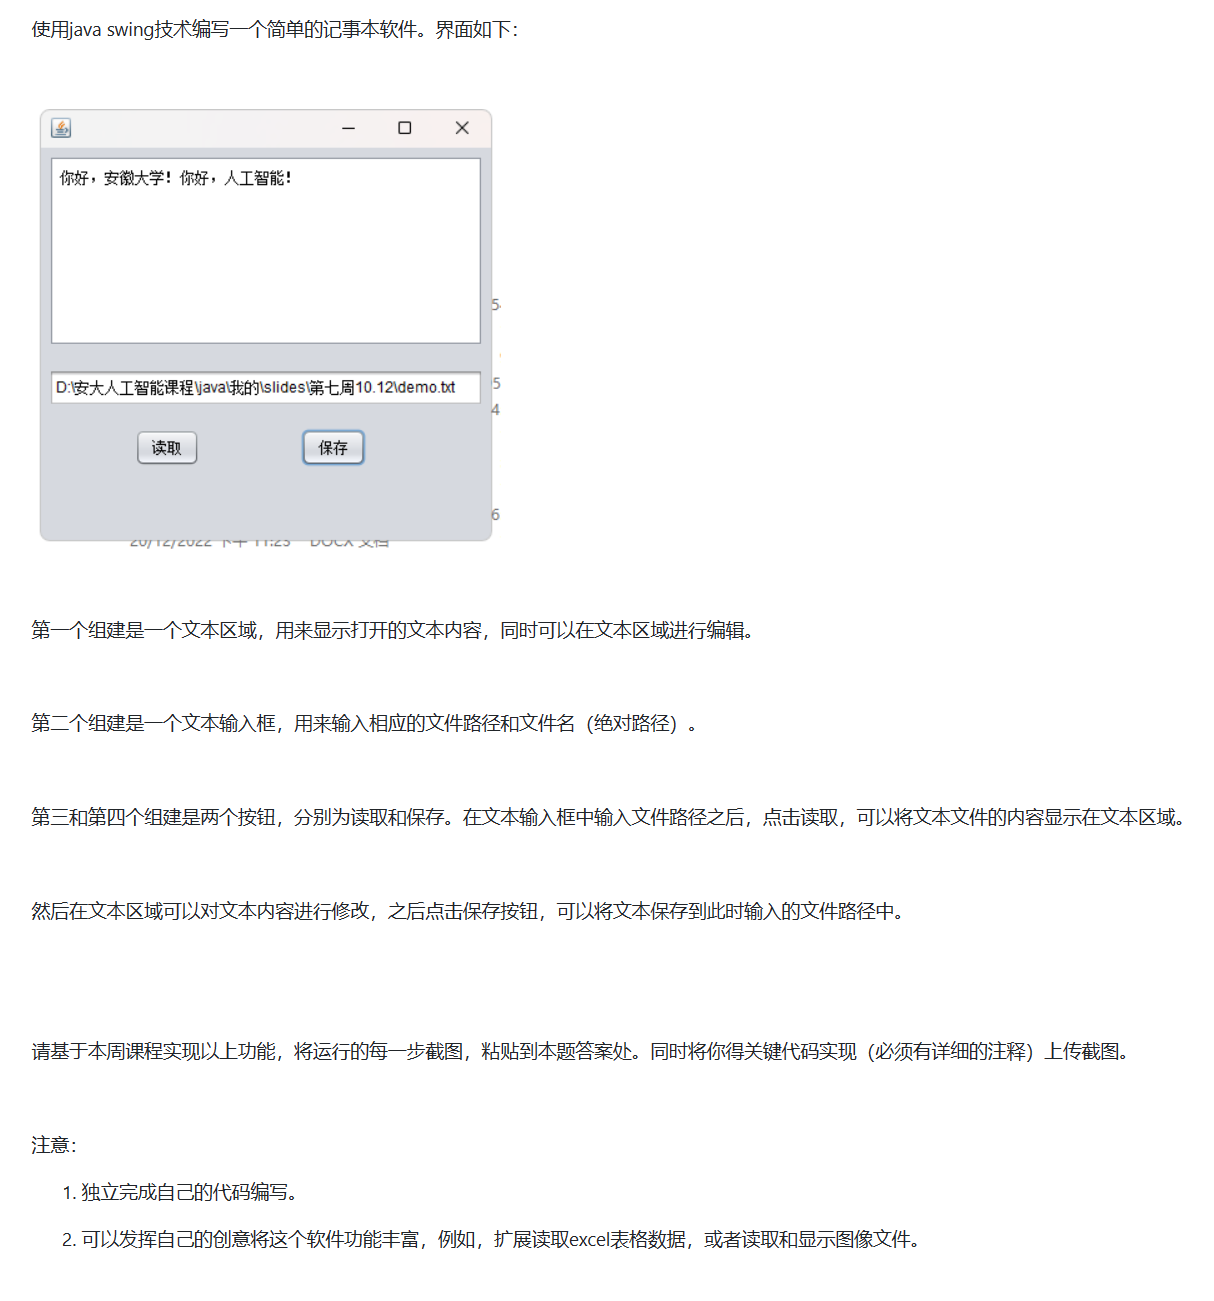 使用java swing技术编写一个简单的记事本软件。界面如下：
你好，安徽大学！你好，人工智能！
5
D:\安大人工智能课程\java\我的\slides\第七周10.12\demo.txt
5
4
读取
保存
6
20/12/2022 下午 11:23 DOCX 文档
第一个组建是一个文本区域，用来显示打开的文本内容，同时可以在文本区域进行编辑。
第二个组建是一个文本输入框，用来输入相应的文件路径和文件名（绝对路径）。
第三和第四个组建是两个按钮，分别为读取和保存。在文本输入框中输入文件路径之后，点击读取，可以将文本文件的内容显示在文本区域。
然后在文本区域可以对文本内容进行修改，之后点击保存按钮，可以将文本保存到此时输入的文件路径中。
请基于本周课程实现以上功能，将运行的每一步截图，粘贴到本题答案处。同时将你得关键代码实现（必须有详细的注释）上传截图。
注意：
1. 独立完成自己的代码编写。
2. 可以发挥自己的创意将这个软件功能丰富，例如，扩展读取excel表格数据，或者读取和显示图像文件。